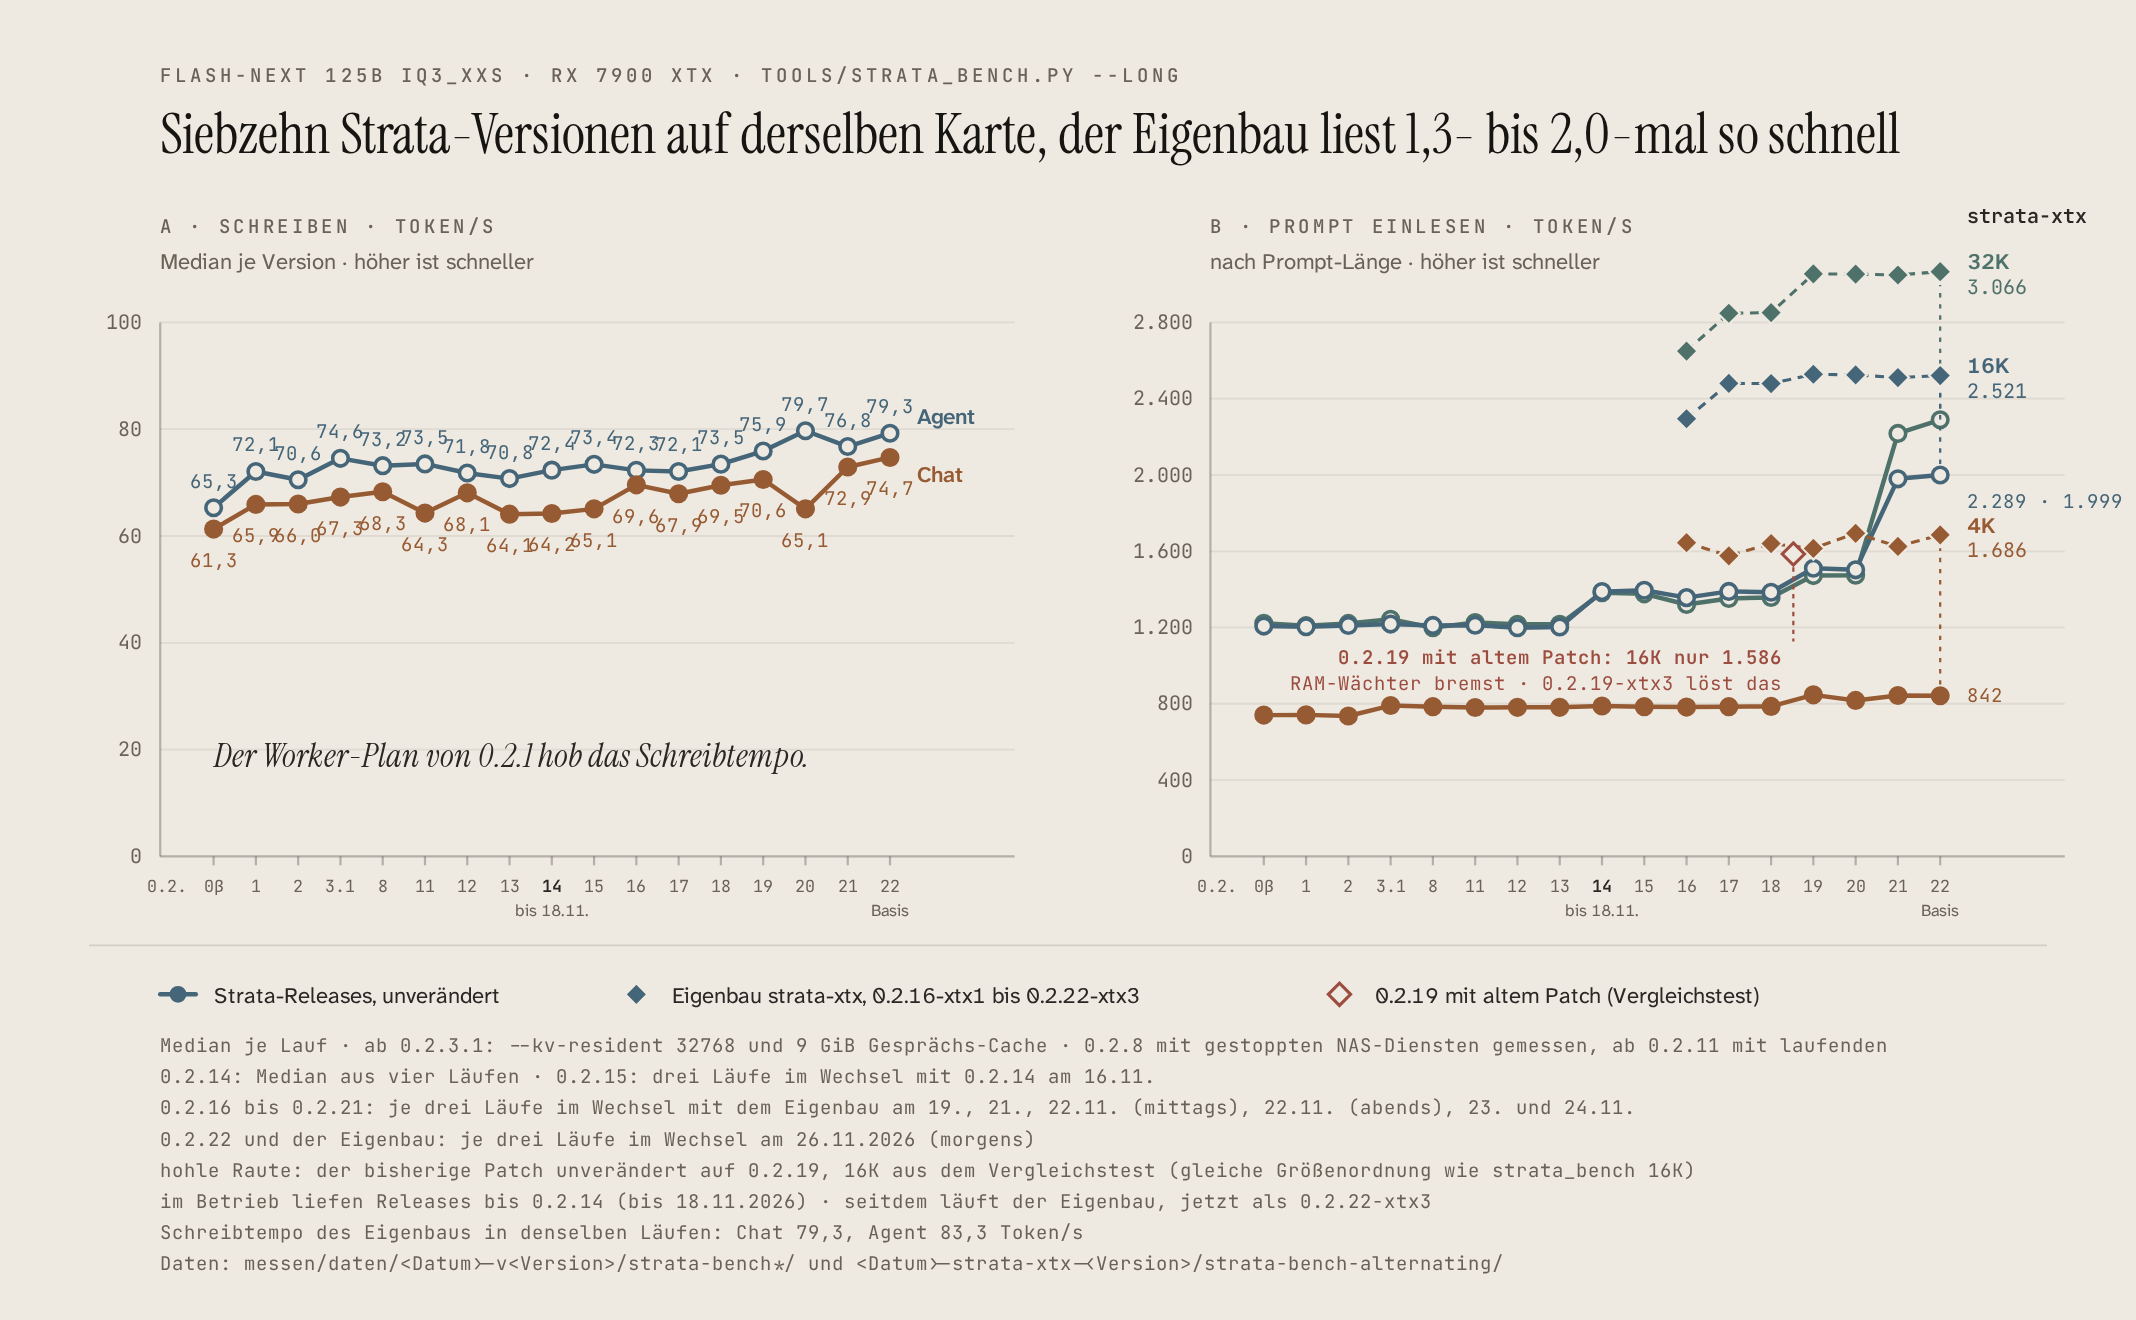 FLASH-NEXT 125B IQ3_XXS · RX 7900 XTX · TOOLS/STRATA_BENCH.PY --LONG
Siebzehn Strata-Versionen auf derselben Karte, der Eigenbau liest 1,3- bis 2,0-mal so schnell
A · SCHREIBEN · TOKEN/S
Median je Version · höher ist schneller
100
80
60
40
20
0
65,3
72,1
70,6
74,6
73,2
73,5
71,8
70,8
72,4
73,4
72,3
72,1
73,5
75,9
79,7
76,8
79,3
Agent
61,3
65,9
66,0
67,3
68,3
64,3
68,1
64,1
64,2
65,1
69,6
67,9
69,5
70,6
65,1
72,9
74,7
Chat
Der Worker-Plan von 0.2.1 hob das Schreibtempo.
0.2. 0β 1 2 3.1 8 11 12 13 14 15 16 17 18 19 20 21 22
bis 18.11. Basis
B · PROMPT EINLESEN · TOKEN/S
nach Prompt-Länge · höher ist schneller
strata-xtx
32K
3.066
16K
2.521
2.289 · 1.999
4K
1.686
842
2.800
2.400
2.000
1.600
1.200
800
400
0
0.2.19 mit altem Patch: 16K nur 1.586
RAM-Wächter bremst · 0.2.19-xtx3 löst das
0.2. 0β 1 2 3.1 8 11 12 13 14 15 16 17 18 19 20 21 22
bis 18.11. Basis
Strata-Releases, unverändert
Eigenbau strata-xtx, 0.2.16-xtx1 bis 0.2.22-xtx3
0.2.19 mit altem Patch (Vergleichstest)
Median je Lauf · ab 0.2.3.1: --kv-resident 32768 und 9 GiB Gesprächs-Cache · 0.2.8 mit gestoppten NAS-Diensten gemessen, ab 0.2.11 mit laufenden
0.2.14: Median aus vier Läufen · 0.2.15: drei Läufe im Wechsel mit 0.2.14 am 16.11.
0.2.16 bis 0.2.21: je drei Läufe im Wechsel mit dem Eigenbau am 19., 21., 22.11. (mittags), 22.11. (abends), 23. und 24.11.
0.2.22 und der Eigenbau: je drei Läufe im Wechsel am 26.11.2026 (morgens)
hohle Raute: der bisherige Patch unverändert auf 0.2.19, 16K aus dem Vergleichstest (gleiche Größenordnung wie strata_bench 16K)
im Betrieb liefen Releases bis 0.2.14 (bis 18.11.2026) · seitdem läuft der Eigenbau, jetzt als 0.2.22-xtx3
Schreibtempo des Eigenbaus in denselben Läufen: Chat 79,3, Agent 83,3 Token/s
Daten: messen/daten/<Datum>-v<Version>/strata-bench*/ und <Datum>-strata-xtx-<Version>/strata-bench-alternating/